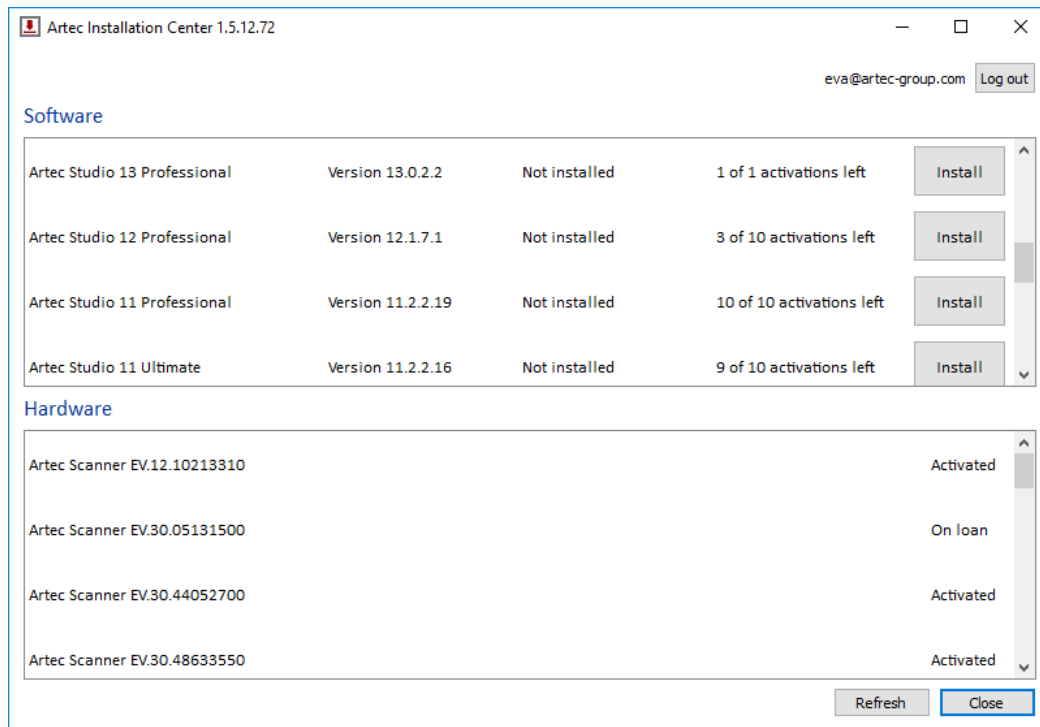 Artec Installation Center 1.5.12.72
eva@artec-group.com Log out
Software
Artec Studio 13 Professional Version 13.0.2.2 Not installed 1 of 1 activations left Install
Artec Studio 12 Professional Version 12.1.7.1 Not installed 3 of 10 activations left Install
Artec Studio 11 Professional Version 11.2.2.19 Not installed 10 of 10 activations left Install
Artec Studio 11 Ultimate Version 11.2.2.16 Not installed 9 of 10 activations left Install
Hardware
Artec Scanner EV.12.10213310 Activated
Artec Scanner EV.30.05131500 On loan
Artec Scanner EV.30.44052700 Activated
Artec Scanner EV.30.48633550 Activated
Refresh Close